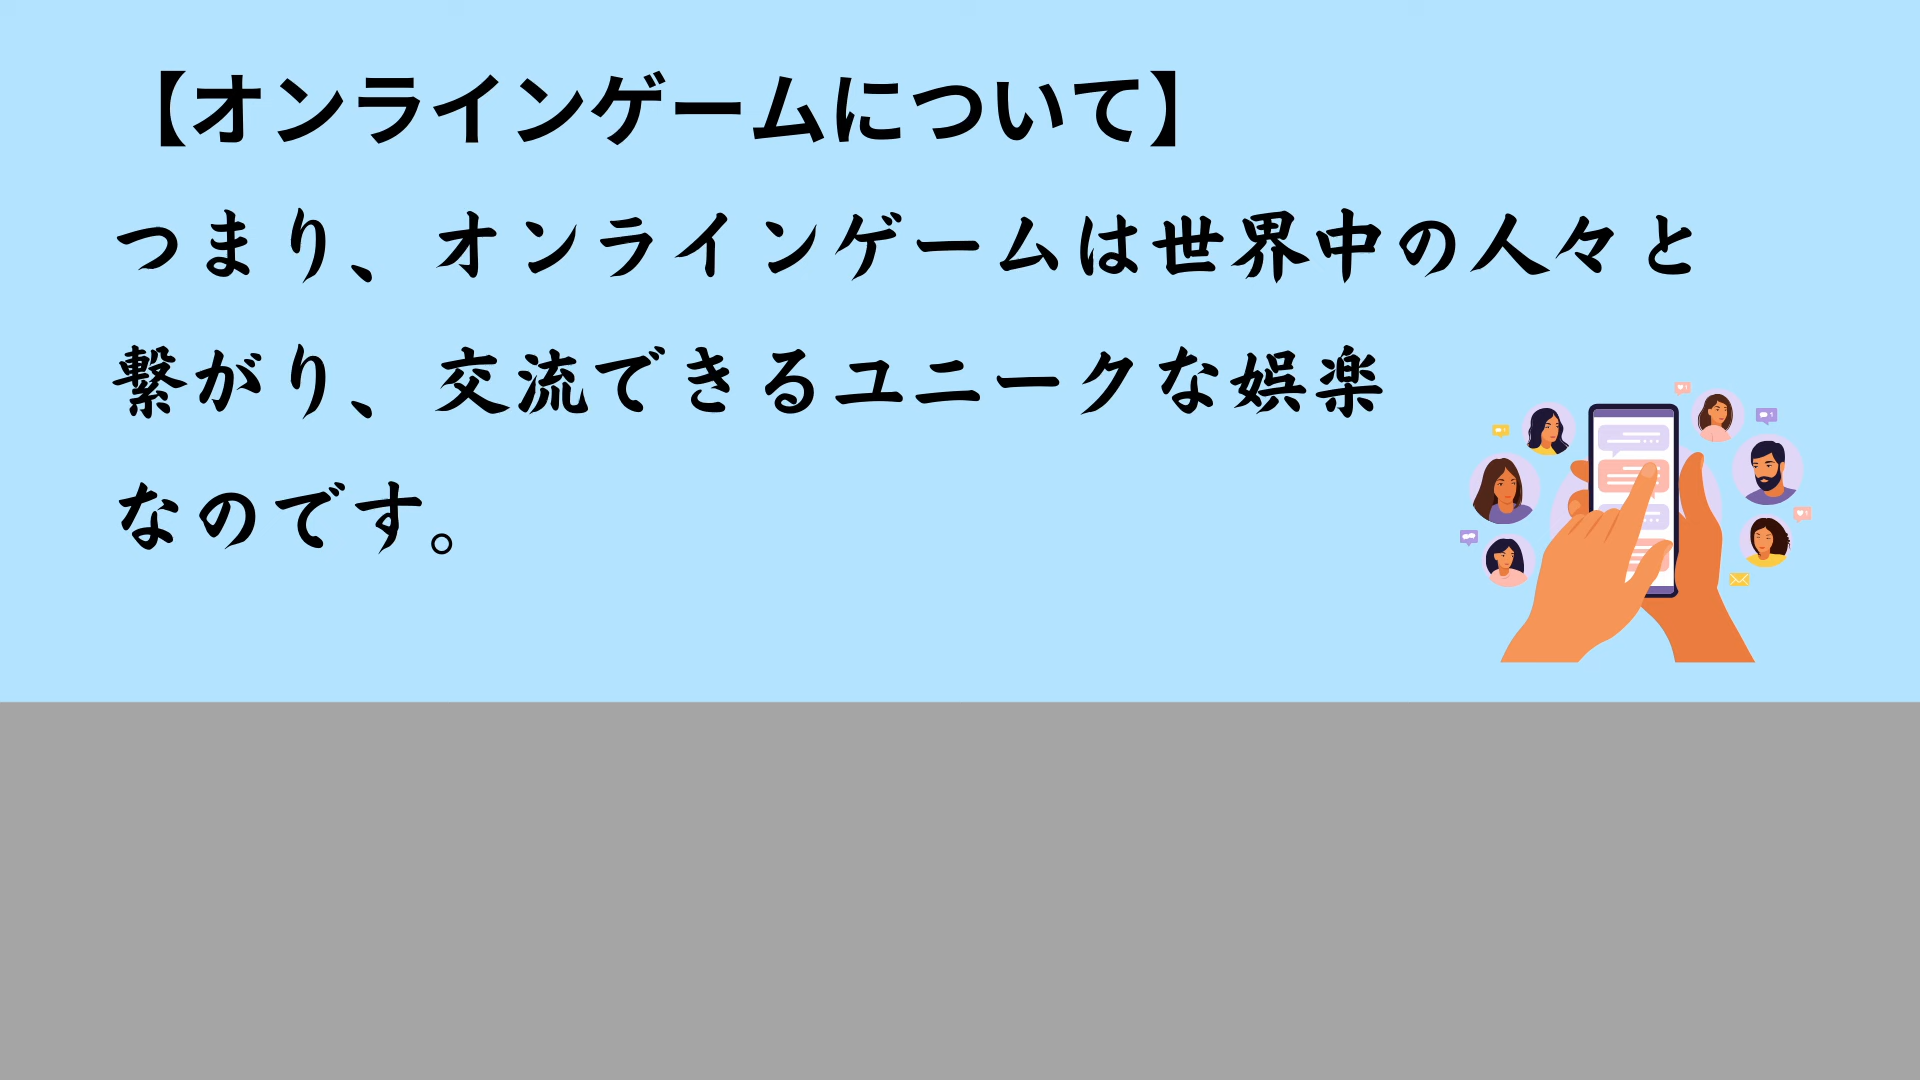 【オンラインゲームについて】
つまり、オンラインゲームは世界中の人々と
繋がり、交流できるユニークな娯楽
なのです。